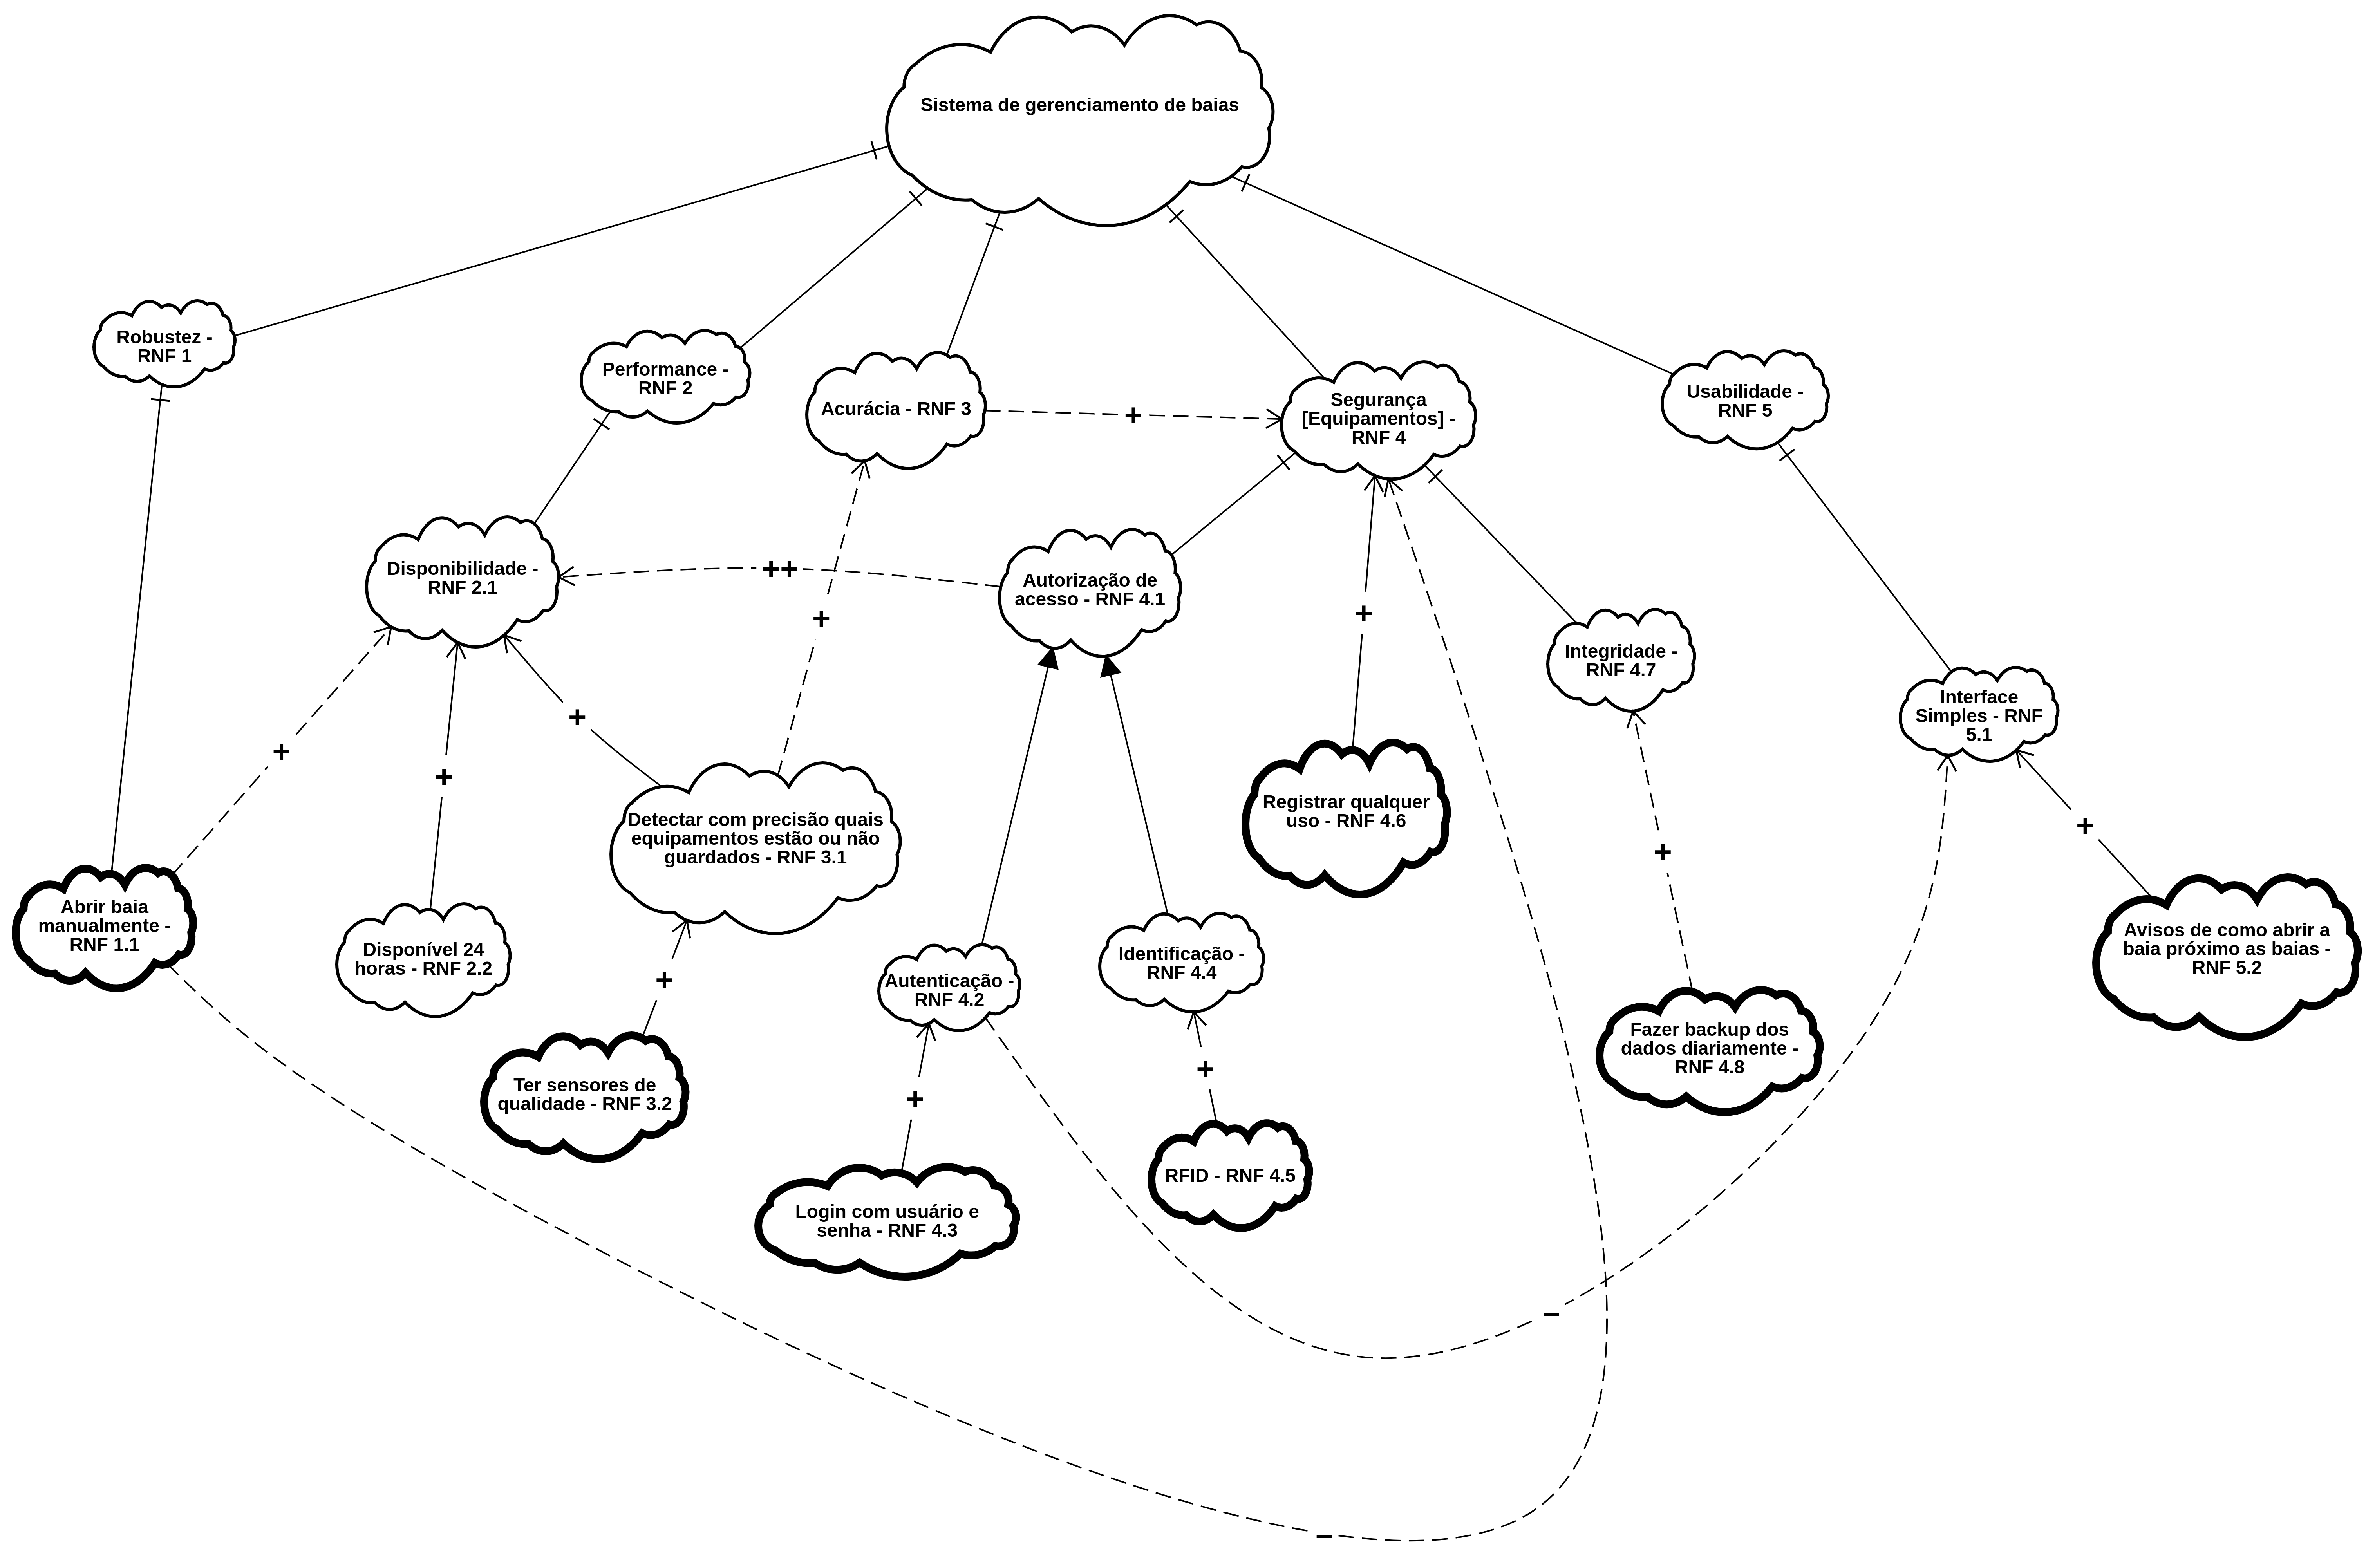 Sistema de gerenciamento de baias
Robustez -
RNF 1
Performance -
RNF 2
Acurácia - RNF 3
+
Segurança
[Equipamentos] -
RNF 4
Usabilidade -
RNF 5
Disponibilidade -
RNF 2.1
++
+
Autorização de
acesso - RNF 4.1
+
Integridade -
RNF 4.7
Interface
Simples - RNF
5.1
+
+
+
Detectar com precisão quais
equipamentos estão ou não
guardados - RNF 3.1
Registrar qualquer
uso - RNF 4.6
+
+
Abrir baia
manualmente -
RNF 1.1
Disponível 24
horas - RNF 2.2
+
Autenticação -
RNF 4.2
Identificação -
RNF 4.4
Fazer backup dos
dados diariamente -
RNF 4.8
Avisos de como abrir a
baia próximo as baias -
RNF 5.2
Ter sensores de
qualidade - RNF 3.2
+
+
RFID - RNF 4.5
Login com usuário e
senha - RNF 4.3
–
–